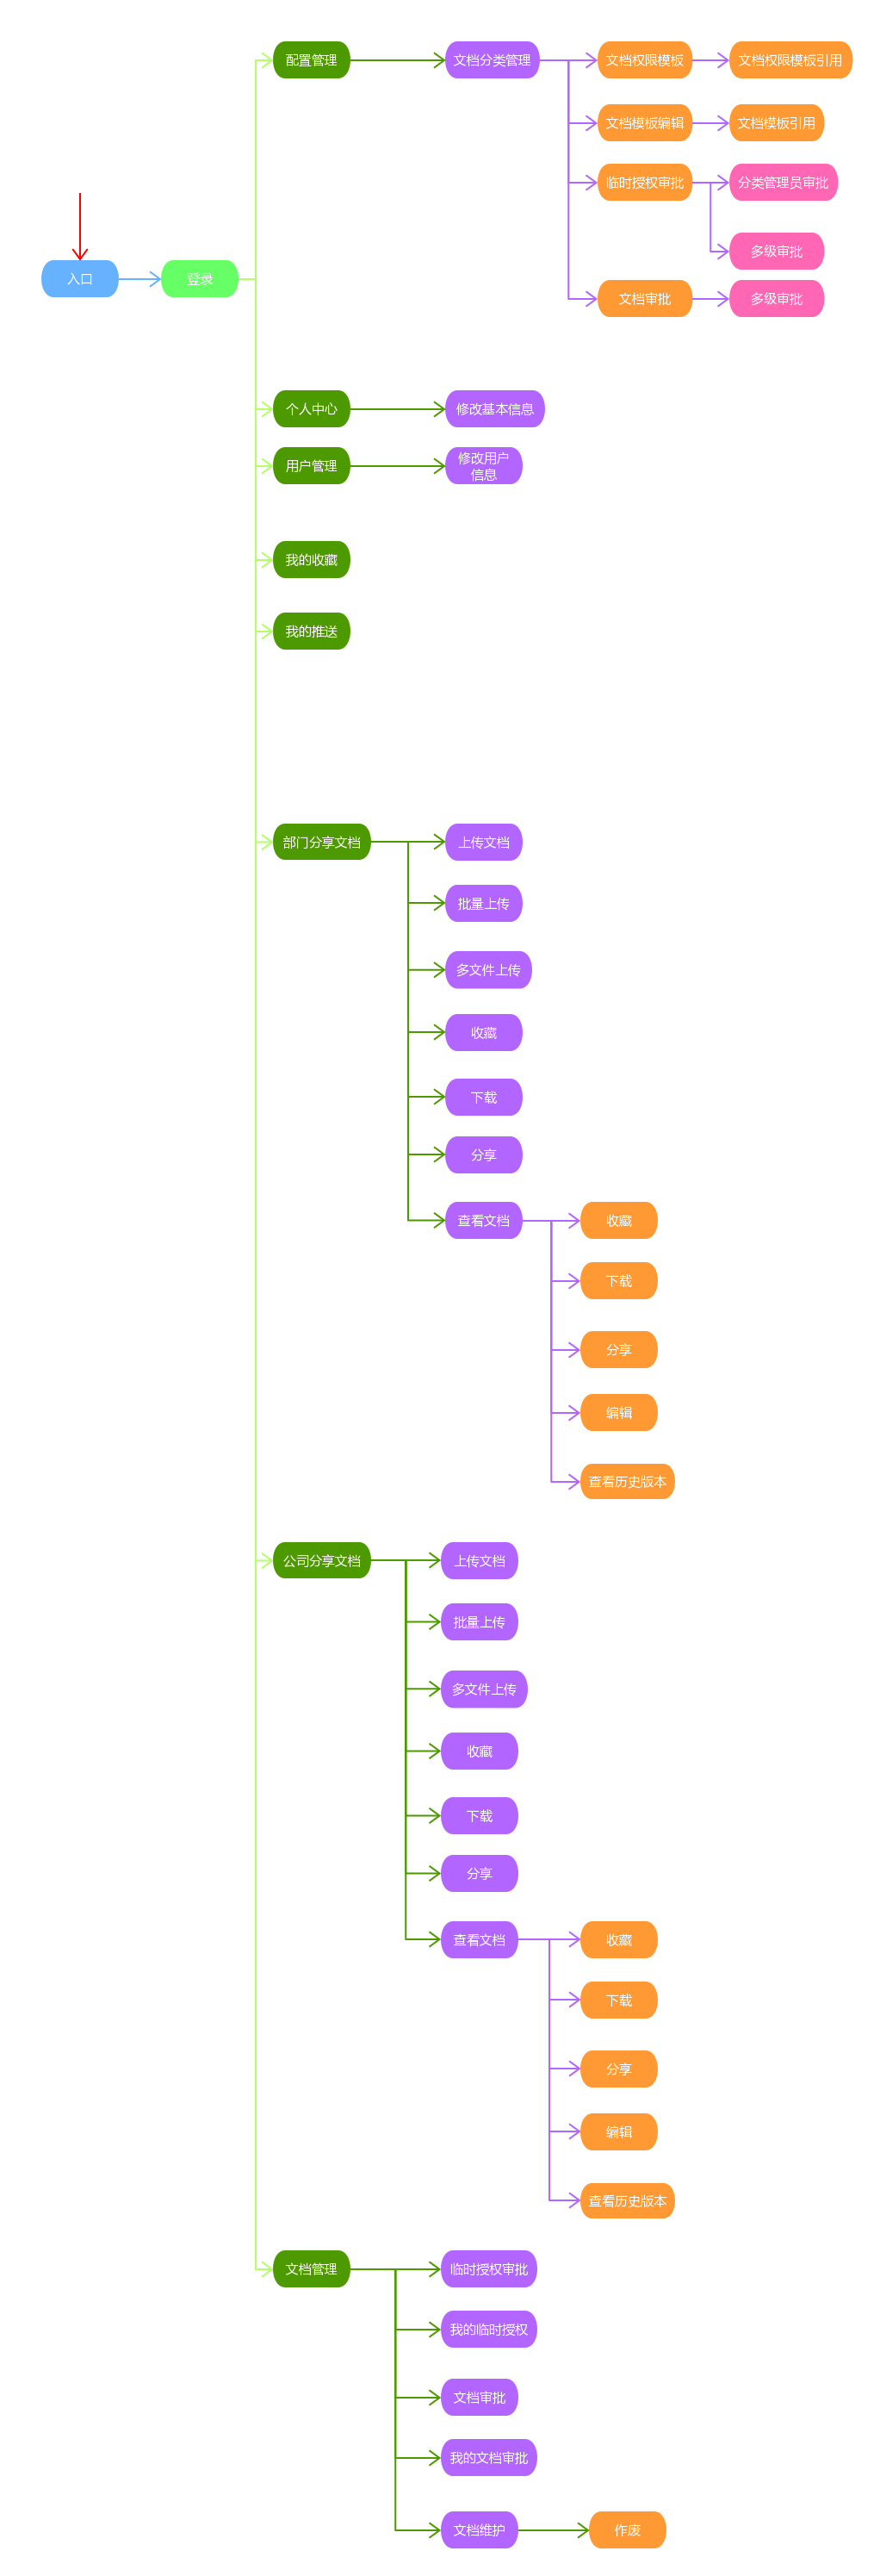 配置管理
文档分类管理
文档权限模板
文档权限模板引用
文档模板编辑
文档模板引用
临时授权审批
分类管理员审批
多级审批
入口
登录
文档审批
多级审批
个人中心
修改基本信息
用户管理
修改用户
信息
我的收藏
我的推送
部门分享文档
上传文档
批量上传
多文件上传
收藏
下载
分享
查看文档
收藏
下载
分享
编辑
查看历史版本
公司分享文档
上传文档
批量上传
多文件上传
收藏
下载
分享
查看文档
收藏
下载
分享
编辑
查看历史版本
文档管理
临时授权审批
我的临时授权
文档审批
我的文档审批
文档维护
作废